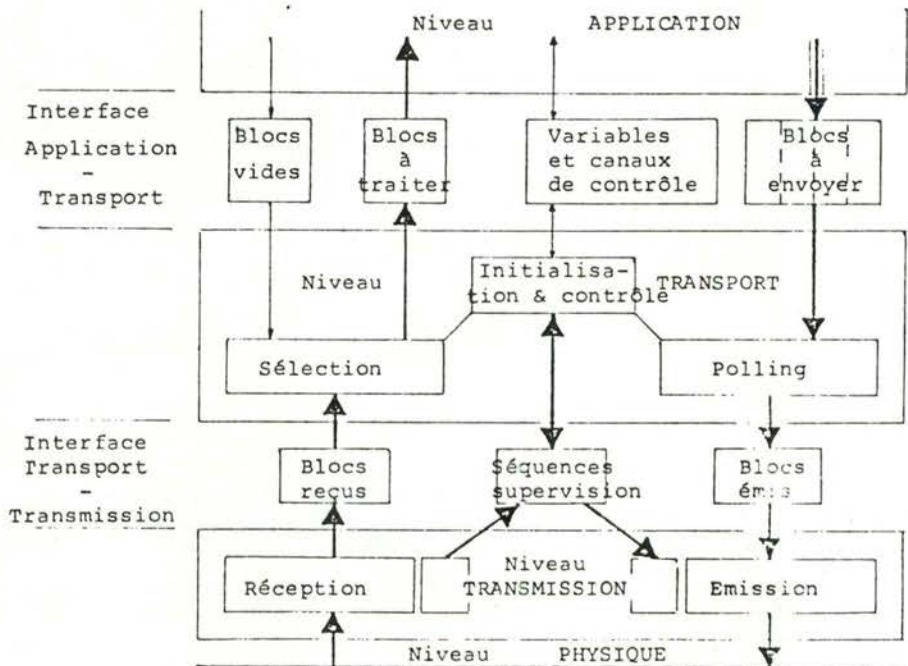 Niveau APPLICATION
Interface
Application
-
Transport
Blocs
vides
Blocs
à
traiter
Variables
et canaux
de contrôle
Blocs
à
envoyer
Niveau TRANSPORT
Initialisa-
tion & contrôle
Sélection
Polling
Interface
Transport
-
Transmission
Blocs
reçus
Séquences
supervision
Blocs
émis
Réception
Niveau
TRANSMISSION
Emission
Niveau PHYSIQUE